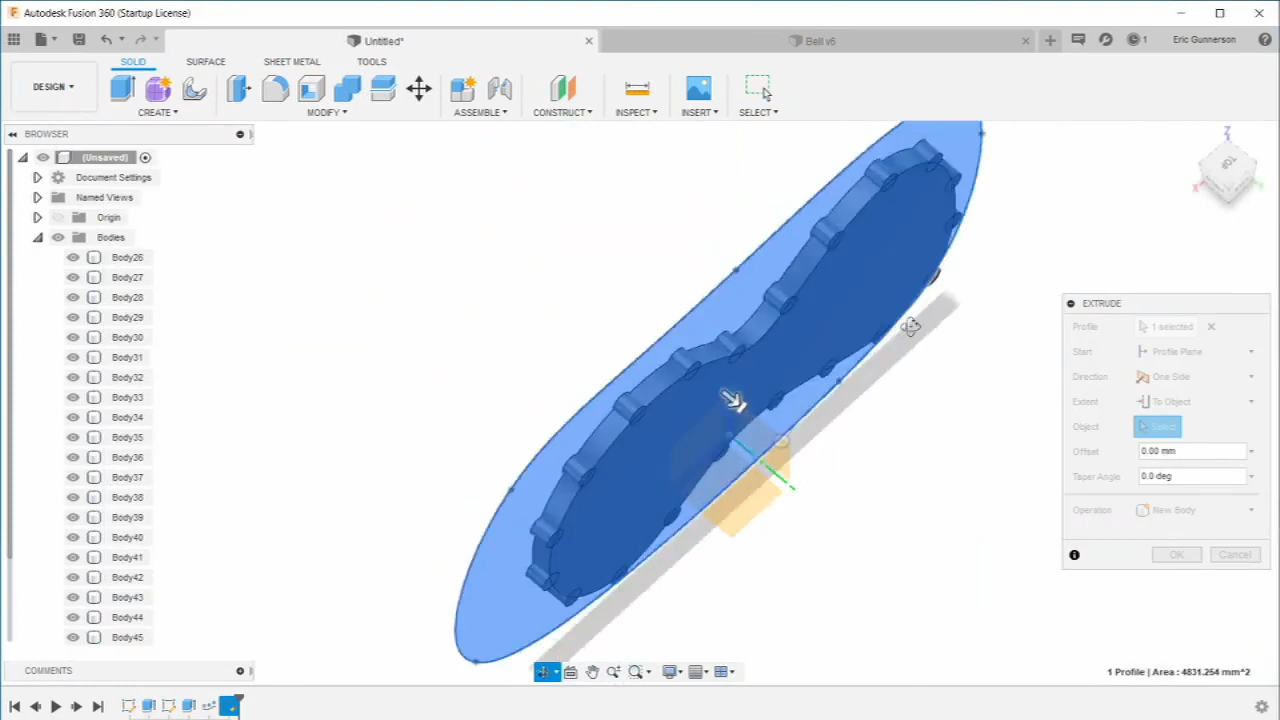 Autodesk Fusion 360 (Startup License)
Untitled*
Bell v6
1
Eric Gunnerson
SOLID
SURFACE
SHEET METAL
TOOLS
DESIGN
CREATE
MODIFY
ASSEMBLE
CONSTRUCT
INSPECT
INSERT
SELECT
BROWSER
(Unsaved)
Document Settings
Named Views
Origin
Bodies
Body26
Body27
Body28
Body29
Body30
Body31
Body32
Body33
Body34
Body35
Body36
Body37
Body38
Body39
Body40
Body41
Body42
Body43
Body44
Body45
COMMENTS
Z
TOP
X
Y
EXTRUDE
Profile 1 selected
Start Profile Plane
Direction One Side
Extent To Object
Object Select
Offset 0.00 mm
Taper Angle 0.0 deg
Operation New Body
OK Cancel
1 Profile | Area : 4831.254 mm^2